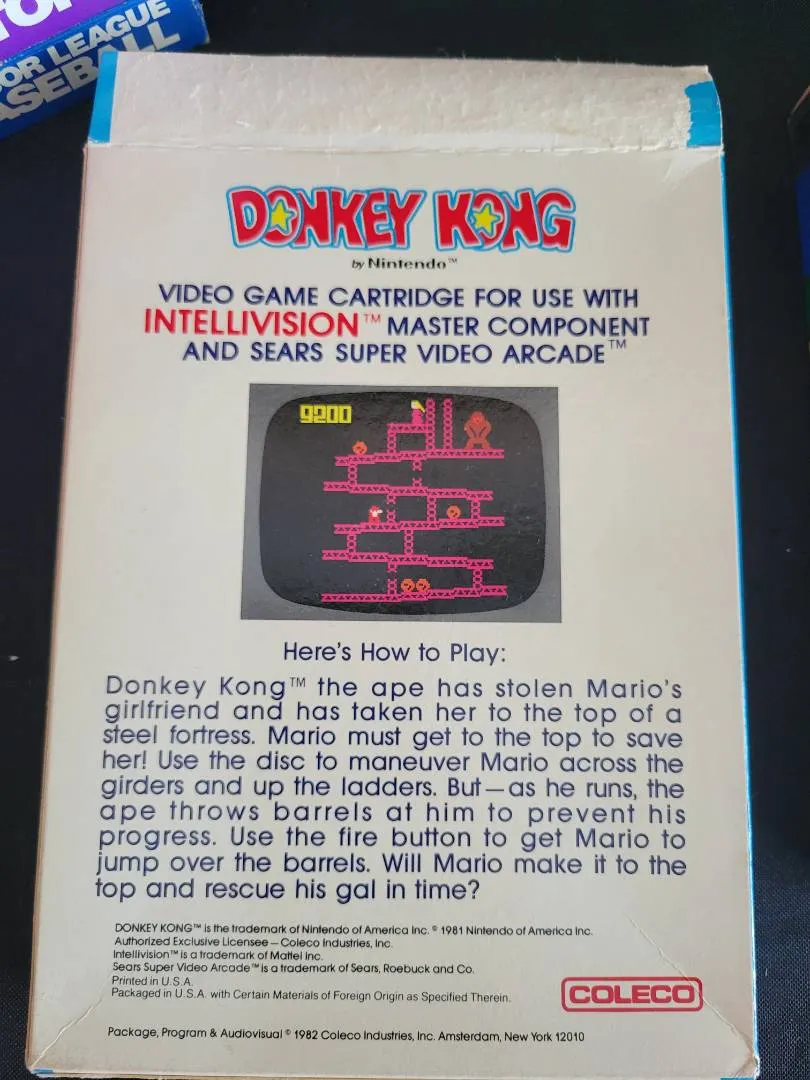 OR LEAGUE
ASEBALL
DONKEY KONG
by Nintendo™
VIDEO GAME CARTRIDGE FOR USE WITH
INTELLIVISION™ MASTER COMPONENT
AND SEARS SUPER VIDEO ARCADE™
9200
Here's How to Play:
Donkey Kong™ the ape has stolen Mario's
girlfriend and has taken her to the top of a
steel fortress. Mario must get to the top to save
her! Use the disc to maneuver Mario across the
girders and up the ladders. But—as he runs, the
ape throws barrels at him to prevent his
progress. Use the fire button to get Mario to
jump over the barrels. Will Mario make it to the
top and rescue his gal in time?
DONKEY KONG™ is the trademark of Nintendo of America Inc. © 1981 Nintendo of America Inc.
Authorized Exclusive Licensee—Coleco Industries, Inc.
Intellivision™ is a trademark of Mattel Inc.
Sears Super Video Arcade™ is a trademark of Sears, Roebuck and Co.
Printed in U.S.A.
Packaged in U.S.A. with Certain Materials of Foreign Origin as Specified Therein.
COLECO
Package, Program & Audiovisual © 1982 Coleco Industries, Inc. Amsterdam, New York 12010